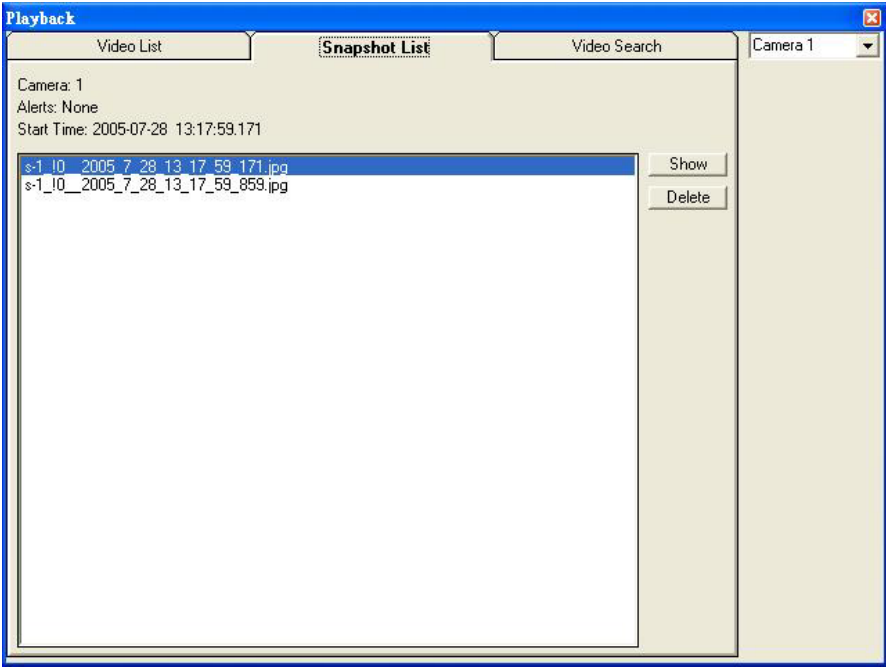 Playback
Video List
Snapshot List
Video Search
Camera 1
Camera: 1
Alerts: None
Start Time: 2005-07-28 13:17:59.171
s-1_!0__2005_7_28_13_17_59_171.jpg
s-1_!0__2005_7_28_13_17_59_859.jpg
Show
Delete